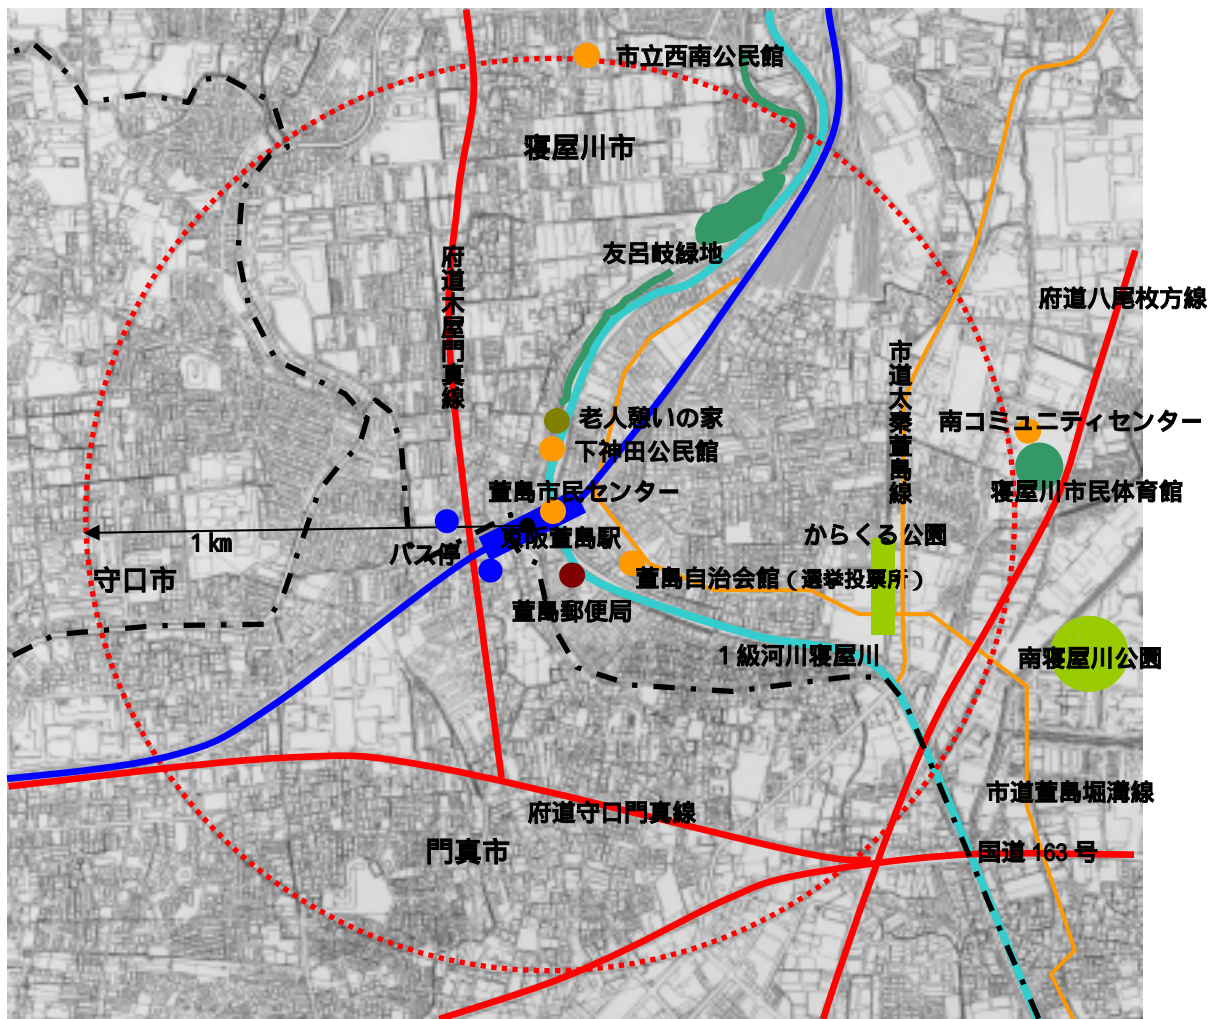 市立西南公民館
寝屋川市
友呂岐緑地
府道木屋門真線
府道八尾枚方線
市道太秦萱島線
老人憩いの家
南コミュニティセンター
下神田公民館
萱島市民センター
寝屋川市民体育館
京阪萱島駅
からくる公園
1km
バス停
守口市
萱島自治会館（選挙投票所）
萱島郵便局
1級河川寝屋川
南寝屋川公園
市道萱島堀溝線
府道守口門真線
門真市
国道163号